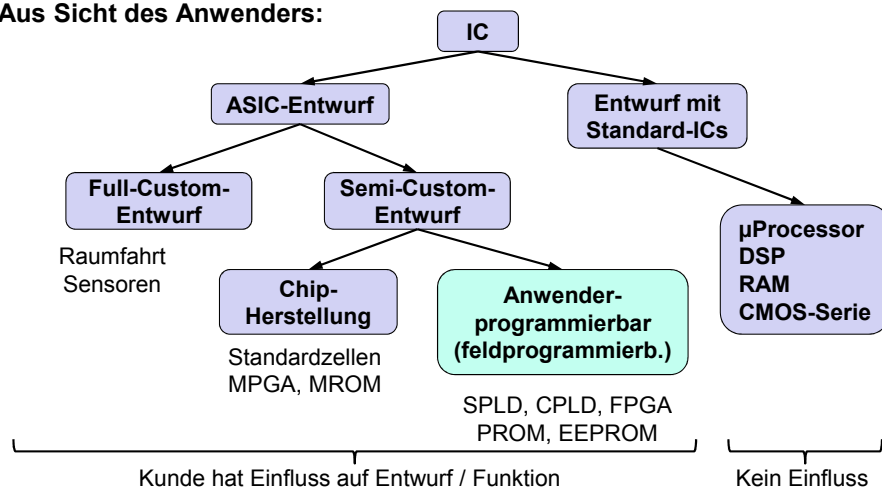 Aus Sicht des Anwenders:
IC
ASIC-Entwurf
Entwurf mit
Standard-ICs
Full-Custom-
Entwurf
Semi-Custom-
Entwurf
µProcessor
DSP
RAM
CMOS-Serie
Raumfahrt
Sensoren
Chip-
Herstellung
Anwender-
programmierbar
(feldprogrammierb.)
Standardzellen
MPGA, MROM
SPLD, CPLD, FPGA
PROM, EEPROM
Kunde hat Einfluss auf Entwurf / Funktion
Kein Einfluss